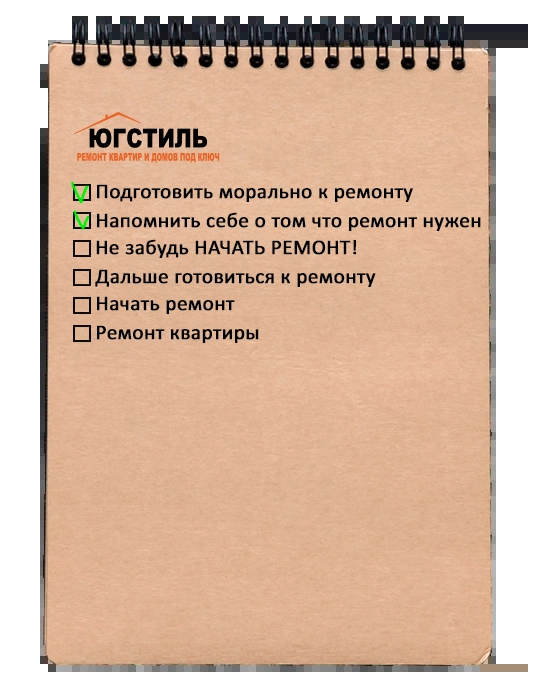 ЮГСТИЛЬ
РЕМОНТ КВАРТИР И ДОМОВ ПОД КЛЮЧ
Подготовить морально к ремонту
Напомнить себе о том что ремонт нужен
Не забудь НАЧАТЬ РЕМОНТ!
Дальше готовиться к ремонту
Начать ремонт
Ремонт квартиры